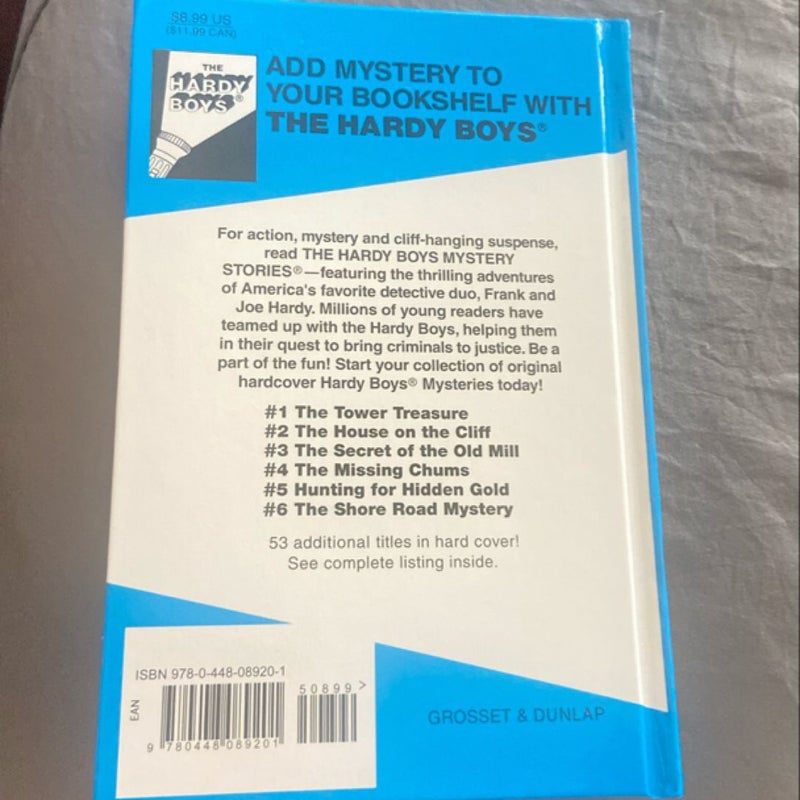 $8.99 US
($11.99 CAN)
THE
HARDY
BOYS®
ADD MYSTERY TO
YOUR BOOKSHELF WITH
THE HARDY BOYS®
For action, mystery and cliff-hanging suspense,
read THE HARDY BOYS MYSTERY
STORIES®—featuring the thrilling adventures
of America's favorite detective duo, Frank and
Joe Hardy. Millions of young readers have
teamed up with the Hardy Boys, helping them
in their quest to bring criminals to justice. Be a
part of the fun! Start your collection of original
hardcover Hardy Boys® Mysteries today!
#1 The Tower Treasure
#2 The House on the Cliff
#3 The Secret of the Old Mill
#4 The Missing Chums
#5 Hunting for Hidden Gold
#6 The Shore Road Mystery
53 additional titles in hard cover!
See complete listing inside.
ISBN 978-0-448-08920-1
50899>
EAN
9 780448 089201
GROSSET & DUNLAP